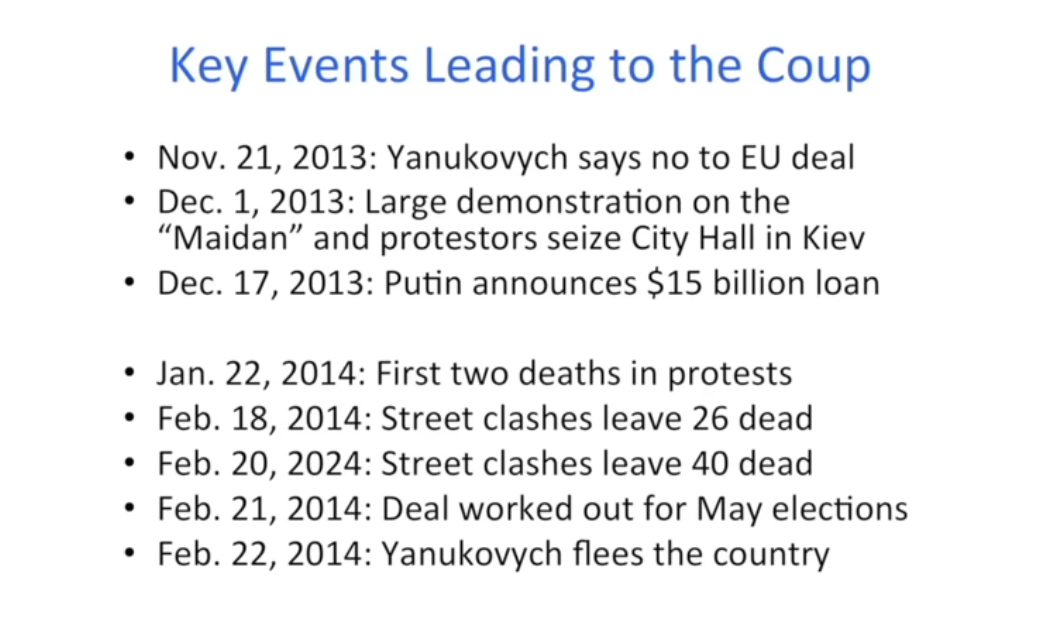 Key Events Leading to the Coup
• Nov. 21, 2013: Yanukovych says no to EU deal
• Dec. 1, 2013: Large demonstration on the
“Maidan” and protestors seize City Hall in Kiev
• Dec. 17, 2013: Putin announces $15 billion loan
• Jan. 22, 2014: First two deaths in protests
• Feb. 18, 2014: Street clashes leave 26 dead
• Feb. 20, 2024: Street clashes leave 40 dead
• Feb. 21, 2014: Deal worked out for May elections
• Feb. 22, 2014: Yanukovych flees the country